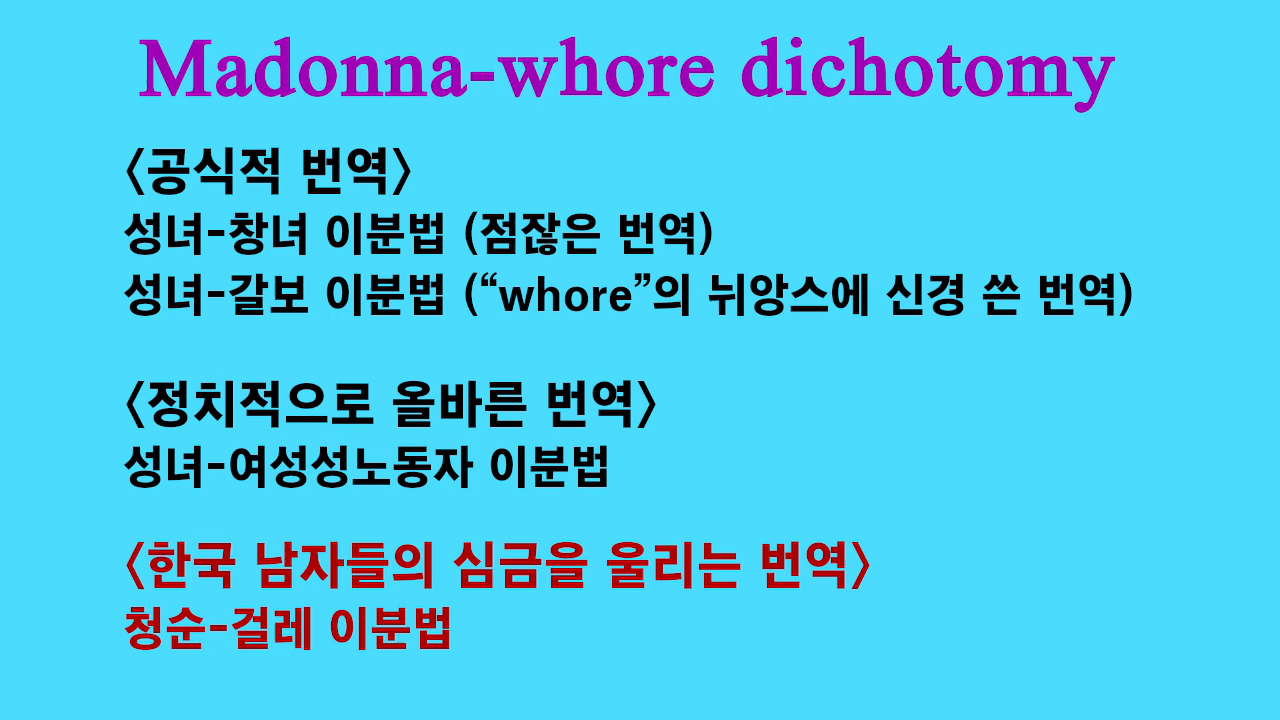 Madonna-whore dichotomy
〈공식적 번역〉
성녀-창녀 이분법 (점잖은 번역)
성녀-갈보 이분법 (“whore”의 뉘앙스에 신경 쓴 번역)
〈정치적으로 올바른 번역〉
성녀-여성성노동자 이분법
〈한국 남자들의 심금을 울리는 번역〉
청순-걸레 이분법